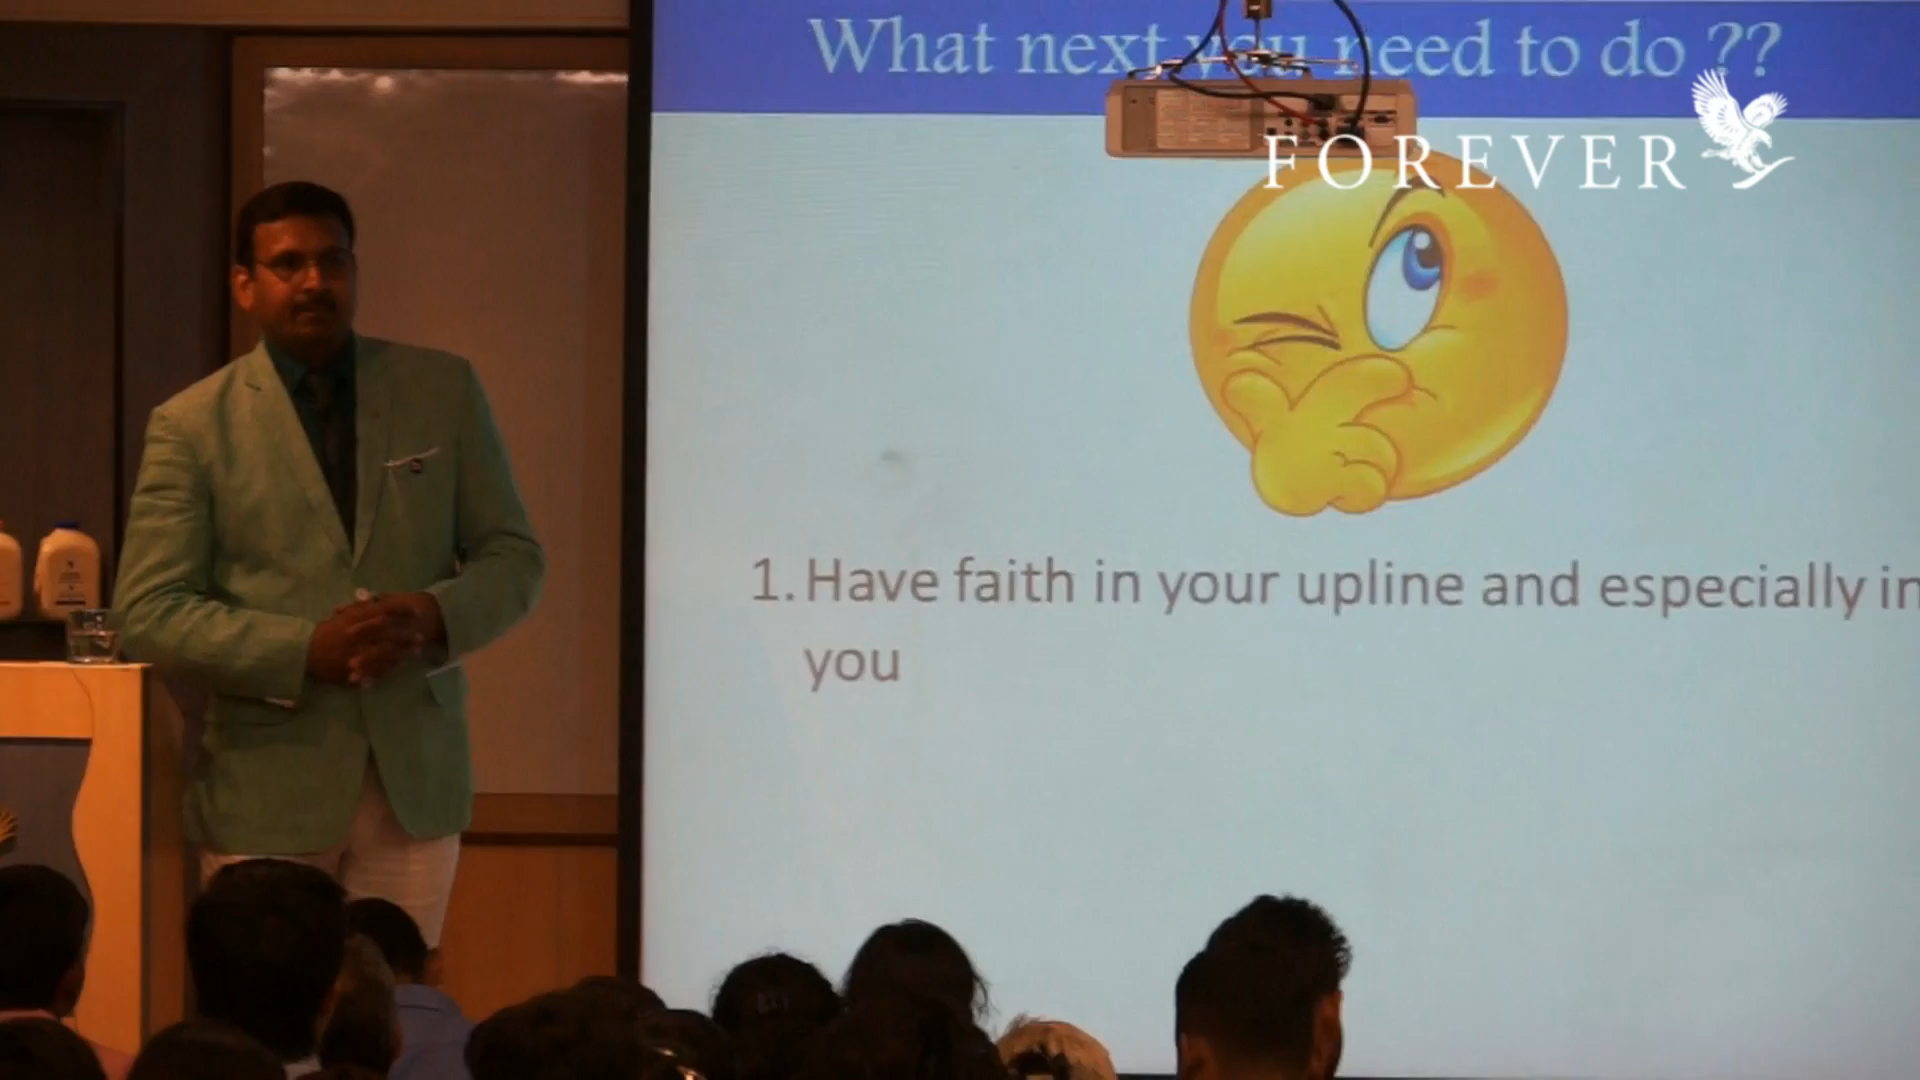 What next you need to do ??
FOREVER
1. Have faith in your upline and especially in
you